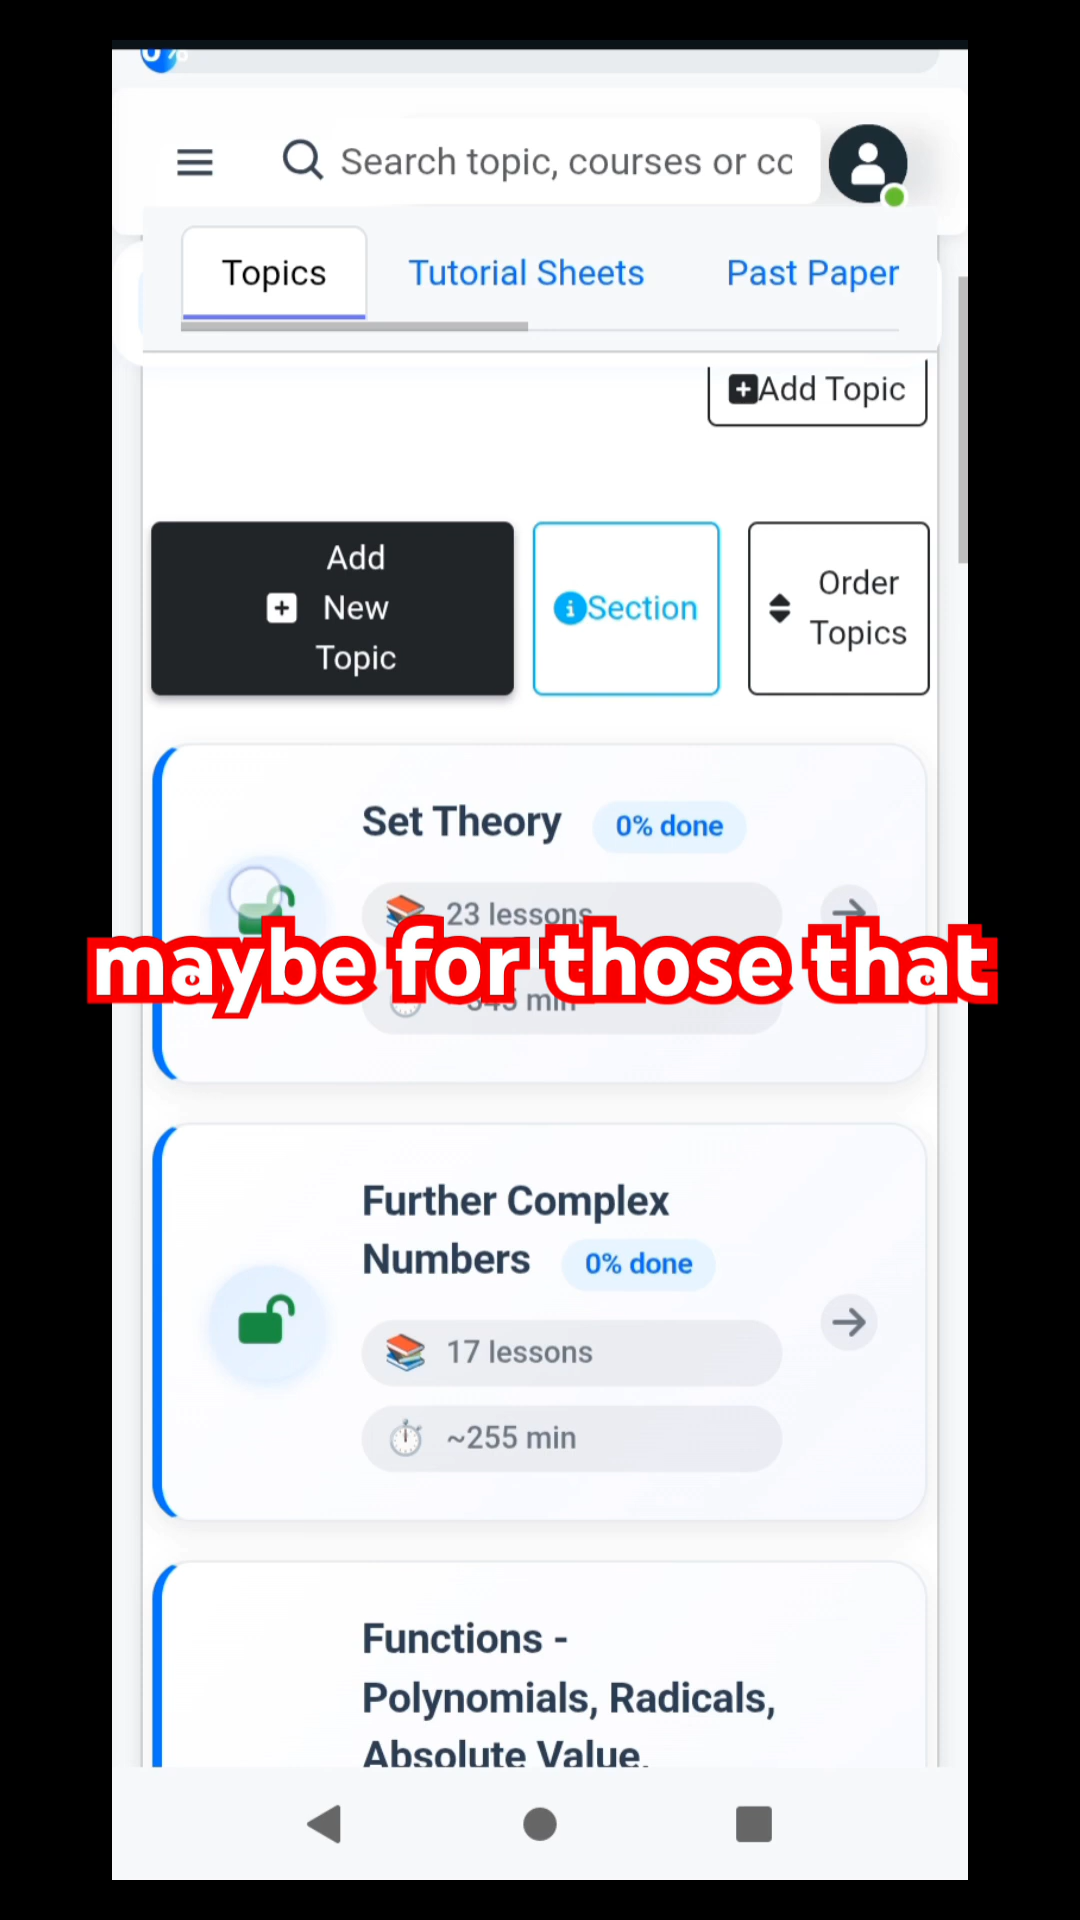 0%
Search topic, courses or cc
Topics
Tutorial Sheets
Past Paper
Add Topic
Add
New
Topic
Section
Order
Topics
Set Theory
0% done
23 lessons
maybe for those that
min
Further Complex
Numbers
0% done
17 lessons
~255 min
Functions -
Polynomials, Radicals,
Absolute Value,